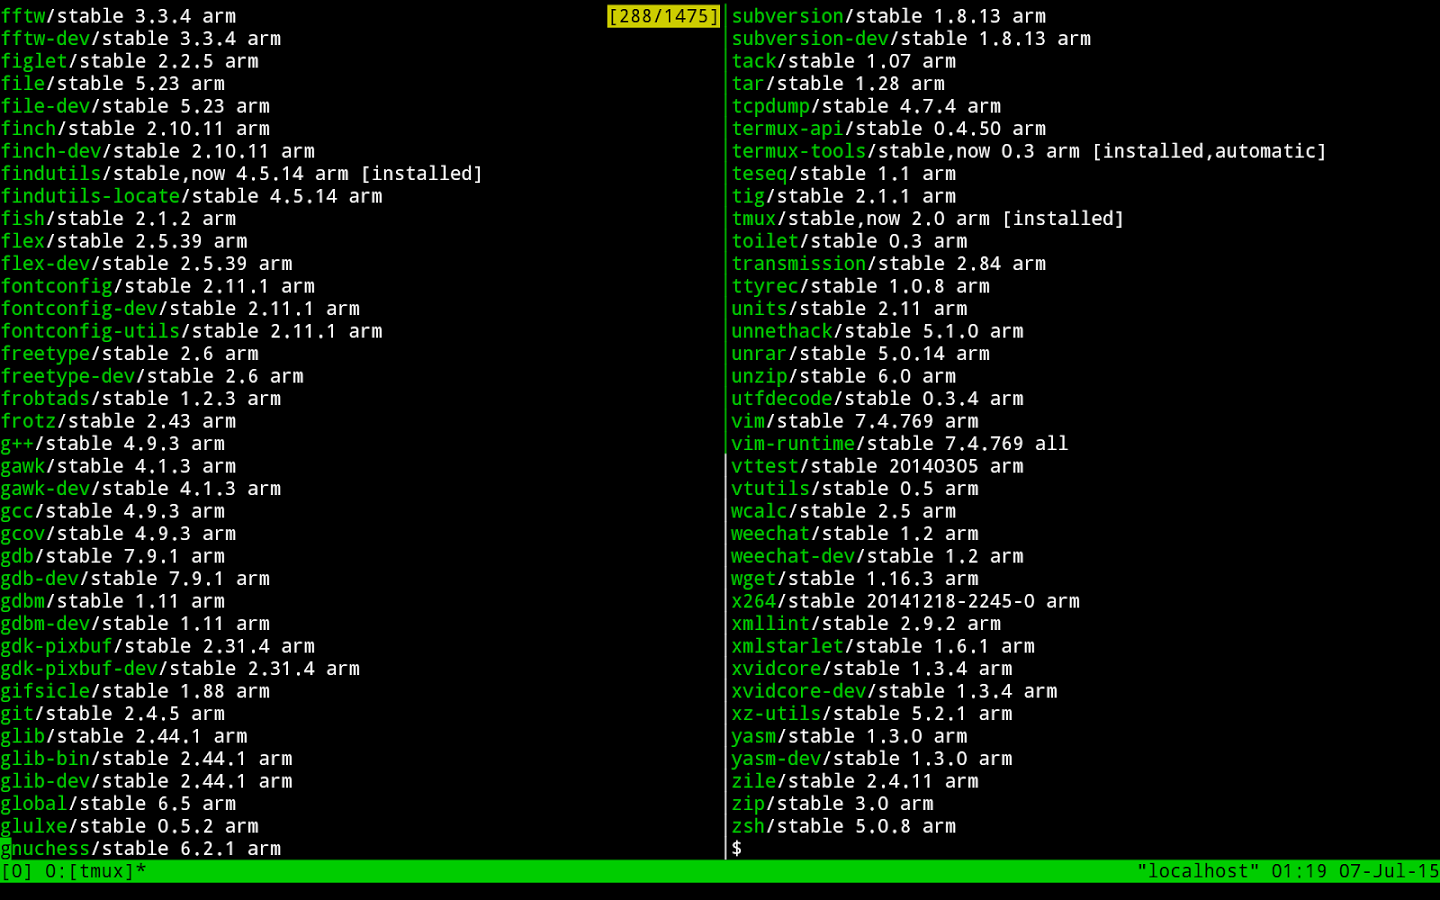 fftw/stable 3.3.4 arm
[288/1475]
fftw-dev/stable 3.3.4 arm
figlet/stable 2.2.5 arm
file/stable 5.23 arm
file-dev/stable 5.23 arm
finch/stable 2.10.11 arm
finch-dev/stable 2.10.11 arm
findutils/stable,now 4.5.14 arm [installed]
findutils-locate/stable 4.5.14 arm
fish/stable 2.1.2 arm
flex/stable 2.5.39 arm
flex-dev/stable 2.5.39 arm
fontconfig/stable 2.11.1 arm
fontconfig-dev/stable 2.11.1 arm
fontconfig-utils/stable 2.11.1 arm
freetype/stable 2.6 arm
freetype-dev/stable 2.6 arm
frobtads/stable 1.2.3 arm
frotz/stable 2.43 arm
g++/stable 4.9.3 arm
gawk/stable 4.1.3 arm
gawk-dev/stable 4.1.3 arm
gcc/stable 4.9.3 arm
gcov/stable 4.9.3 arm
gdb/stable 7.9.1 arm
gdb-dev/stable 7.9.1 arm
gdbm/stable 1.11 arm
gdbm-dev/stable 1.11 arm
gdk-pixbuf/stable 2.31.4 arm
gdk-pixbuf-dev/stable 2.31.4 arm
gifsicle/stable 1.88 arm
git/stable 2.4.5 arm
glib/stable 2.44.1 arm
glib-bin/stable 2.44.1 arm
glib-dev/stable 2.44.1 arm
global/stable 6.5 arm
glulxe/stable 0.5.2 arm
gnuchess/stable 6.2.1 arm
subversion/stable 1.8.13 arm
subversion-dev/stable 1.8.13 arm
tack/stable 1.07 arm
tar/stable 1.28 arm
tcpdump/stable 4.7.4 arm
termux-api/stable 0.4.50 arm
termux-tools/stable,now 0.3 arm [installed,automatic]
teseq/stable 1.1 arm
tig/stable 2.1.1 arm
tmux/stable,now 2.0 arm [installed]
toilet/stable 0.3 arm
transmission/stable 2.84 arm
ttyrec/stable 1.0.8 arm
units/stable 2.11 arm
unnethack/stable 5.1.0 arm
unrar/stable 5.0.14 arm
unzip/stable 6.0 arm
utfdecode/stable 0.3.4 arm
vim/stable 7.4.769 arm
vim-runtime/stable 7.4.769 all
vttest/stable 20140305 arm
vtutils/stable 0.5 arm
wcalc/stable 2.5 arm
weechat/stable 1.2 arm
weechat-dev/stable 1.2 arm
wget/stable 1.16.3 arm
x264/stable 20141218-2245-0 arm
xmllint/stable 2.9.2 arm
xmlstarlet/stable 1.6.1 arm
xvidcore/stable 1.3.4 arm
xvidcore-dev/stable 1.3.4 arm
xz-utils/stable 5.2.1 arm
yasm/stable 1.3.0 arm
yasm-dev/stable 1.3.0 arm
zile/stable 2.4.11 arm
zip/stable 3.0 arm
zsh/stable 5.0.8 arm
$
[0] 0:[tmux]* "localhost" 01:19 07-Jul-15